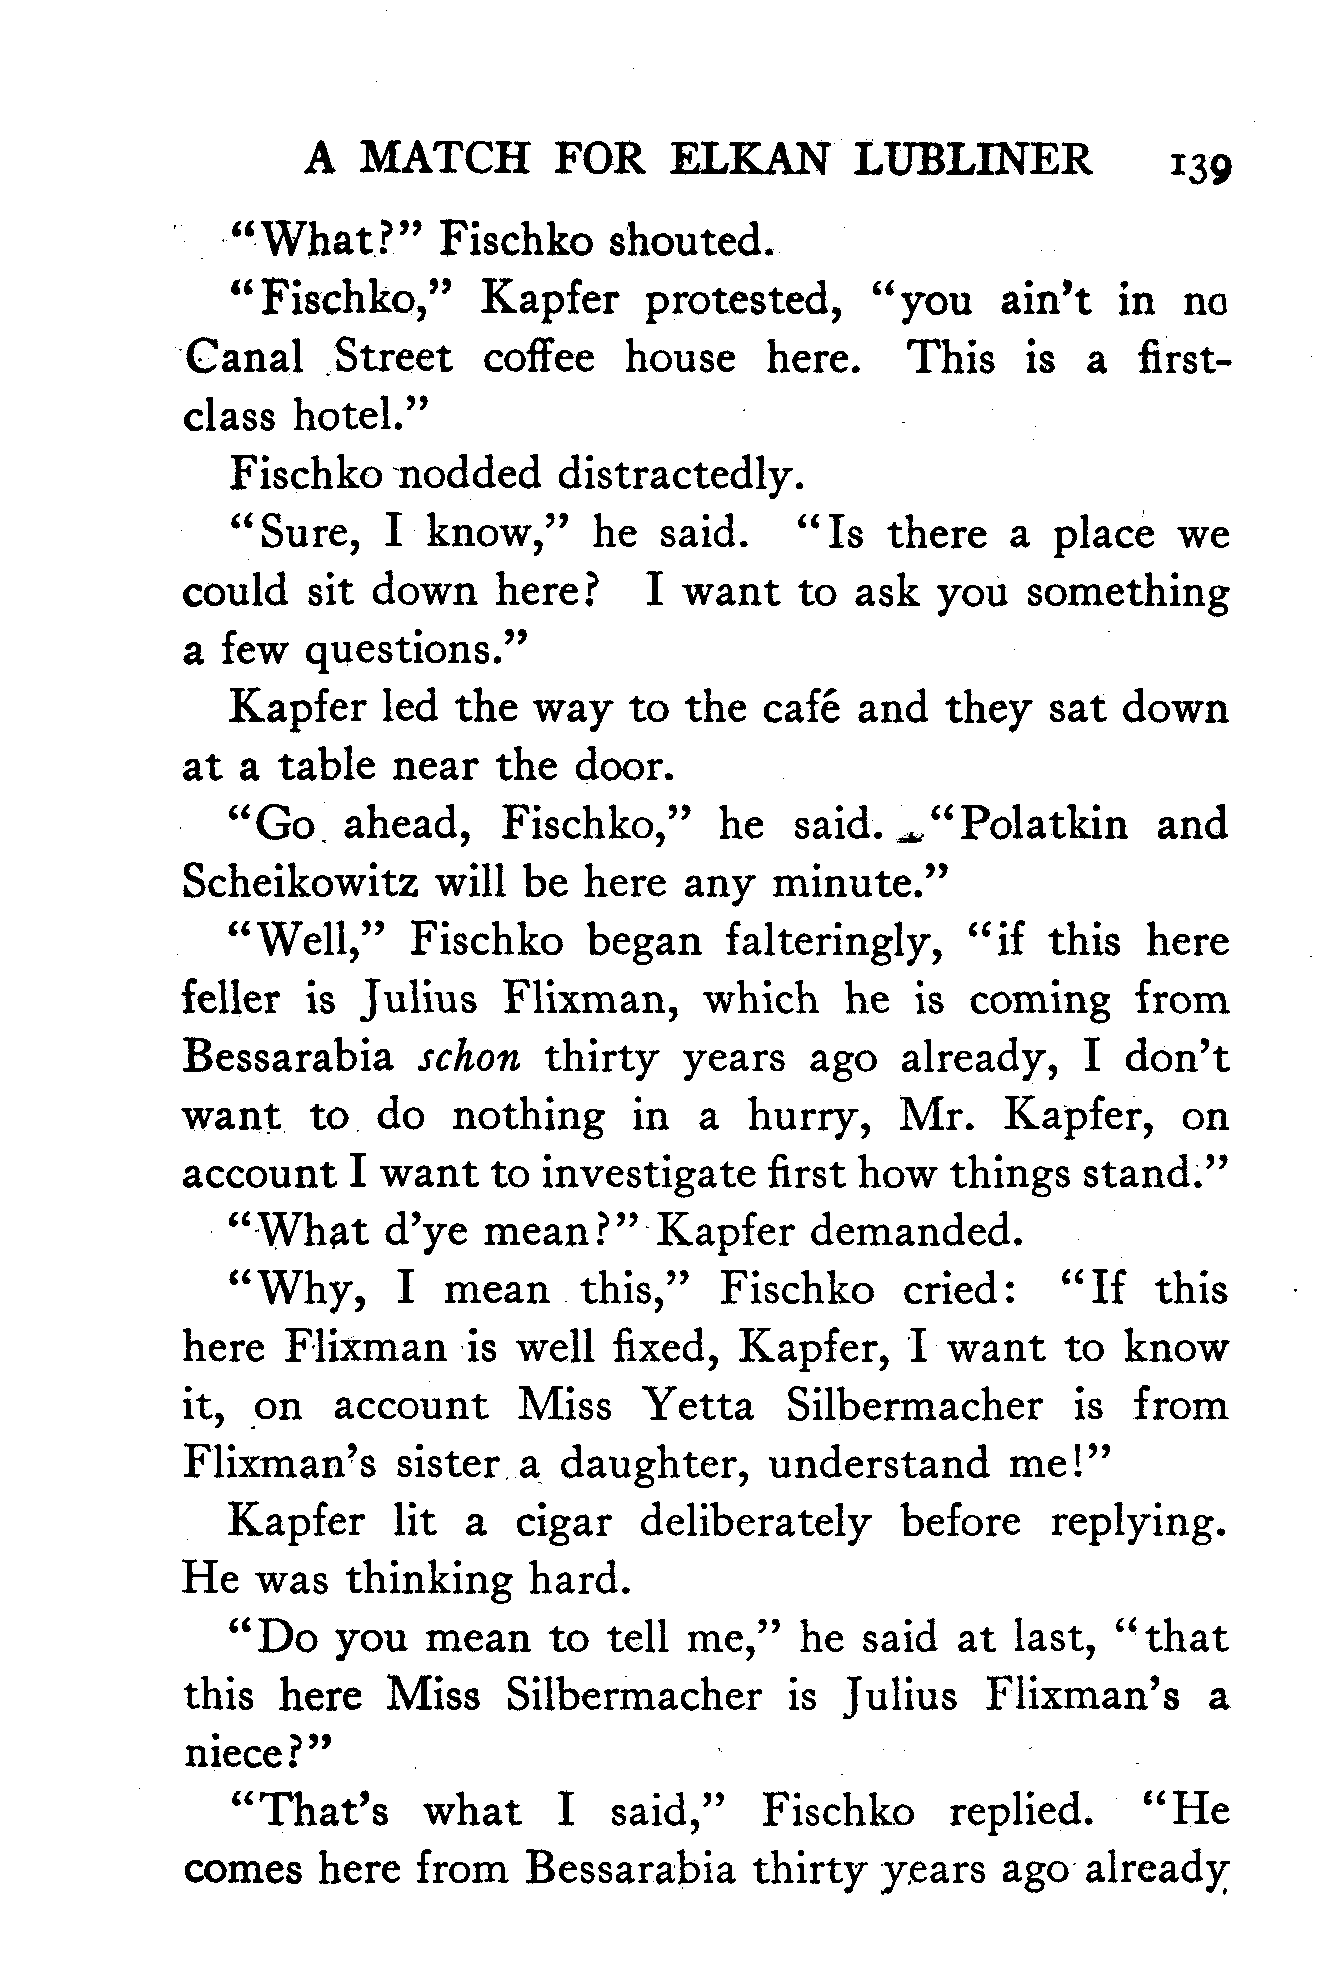 A MATCH FOR ELKAN LUBLINER 139
“What?” Fischko shouted.
“Fischko,” Kapfer protested, “you ain’t in no
Canal Street coffee house here. This is a first-
class hotel.”
Fischko nodded distractedly.
“Sure, I know,” he said. “Is there a place we
could sit down here? I want to ask you something
a few questions.”
Kapfer led the way to the café and they sat down
at a table near the door.
“Go ahead, Fischko,” he said. “Polatkin and
Scheikowitz will be here any minute.”
“Well,” Fischko began falteringly, “if this here
feller is Julius Flixman, which he is coming from
Bessarabia schon thirty years ago already, I don’t
want to do nothing in a hurry, Mr. Kapfer, on
account I want to investigate first how things stand.”
“What d’ye mean?” Kapfer demanded.
“Why, I mean this,” Fischko cried: “If this
here Flixman is well fixed, Kapfer, I want to know
it, on account Miss Yetta Silbermacher is from
Flixman’s sister a daughter, understand me!”
Kapfer lit a cigar deliberately before replying.
He was thinking hard.
“Do you mean to tell me,” he said at last, “that
this here Miss Silbermacher is Julius Flixman’s a
niece?”
“That’s what I said,” Fischko replied. “He
comes here from Bessarabia thirty years ago already